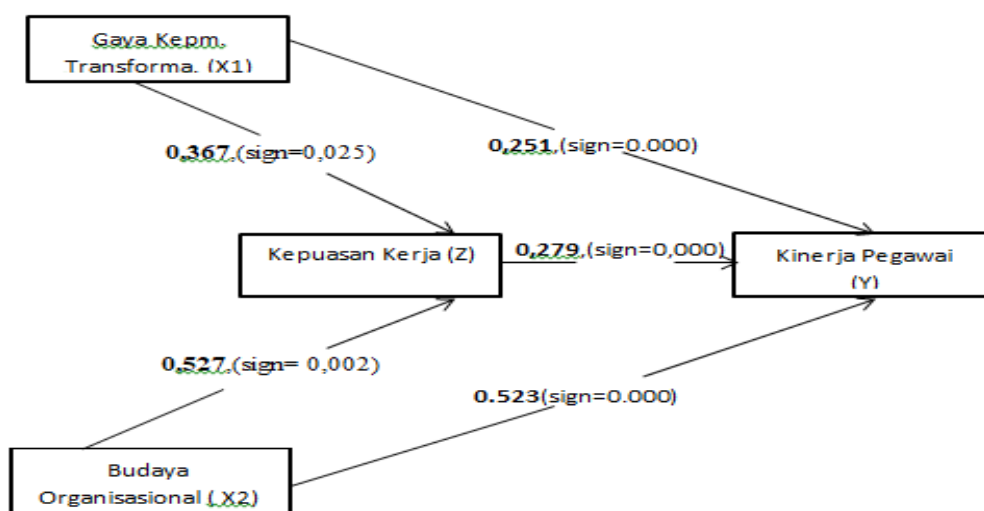 Gaya Kepm.
Transforma. (X1)
0,367,(sign=0,025)
0,251,(sign=0.000)
Kepuasan Kerja (Z)
0,279,(sign=0,000)
Kinerja Pegawai
(Y)
0,527,(sign= 0,002)
0.523(sign=0.000)
Budaya
Organisasional ( X2)